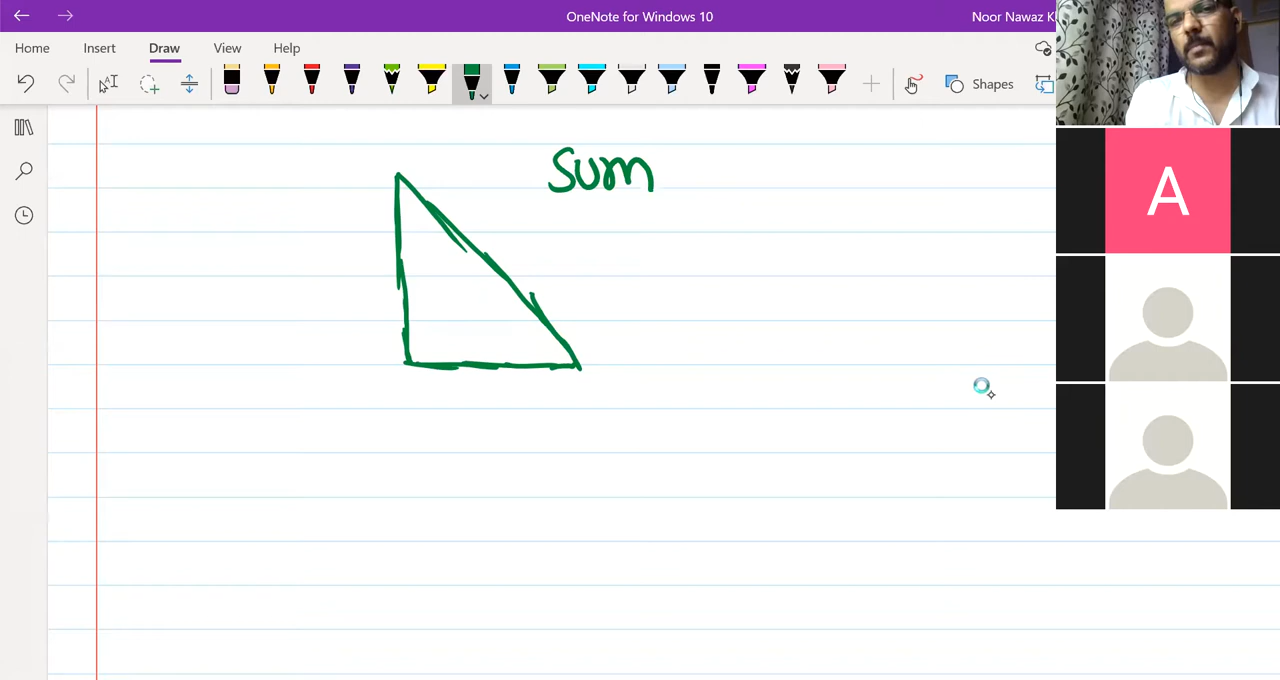 OneNote for Windows 10
Noor Nawaz K
Home Insert Draw View Help
Shapes
Sum
A